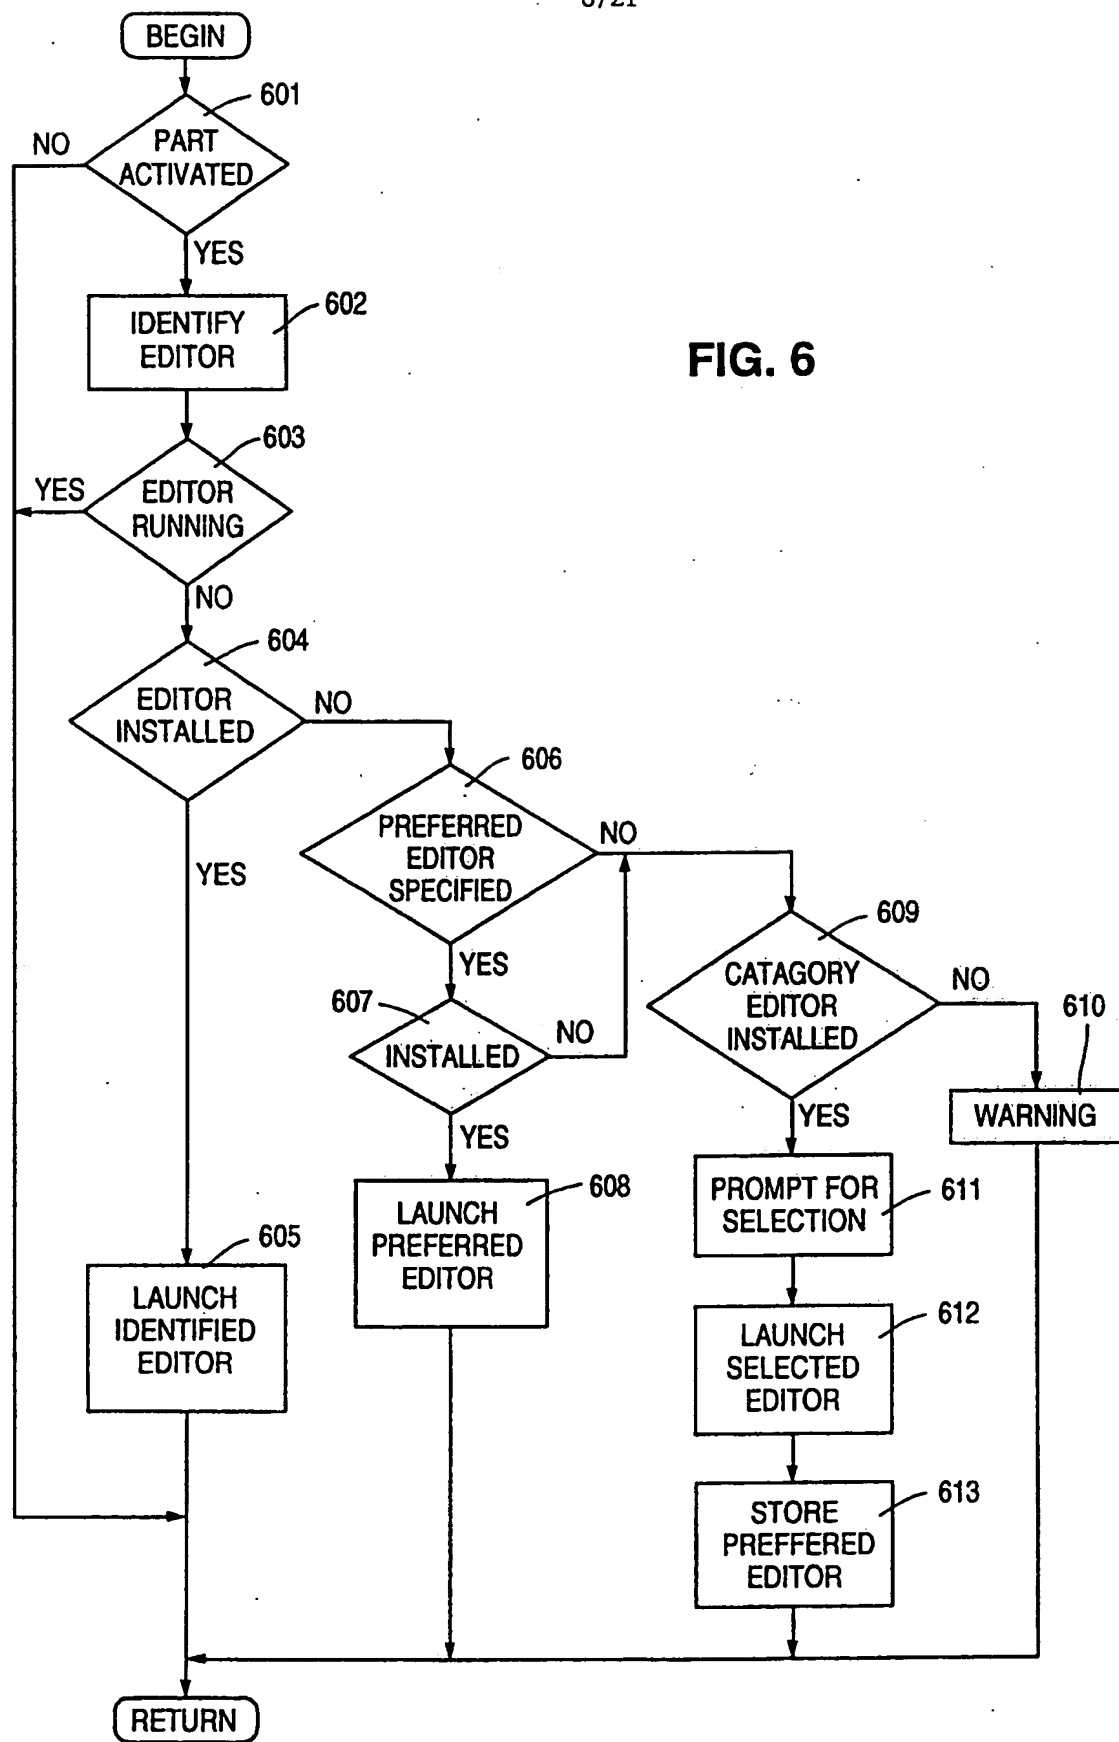 BEGIN
601
NO
PART
ACTIVATED
YES
602
IDENTIFY
EDITOR
FIG. 6
603
YES
EDITOR
RUNNING
NO
604
EDITOR
INSTALLED
NO
606
PREFERRED
EDITOR
SPECIFIED
NO
YES
609
CATAGORY
EDITOR
INSTALLED
NO
610
WARNING
YES
607
INSTALLED
NO
YES
608
LAUNCH
PREFERRED
EDITOR
611
PROMPT FOR
SELECTION
605
LAUNCH
IDENTIFIED
EDITOR
612
LAUNCH
SELECTED
EDITOR
613
STORE
PREFFERED
EDITOR
RETURN